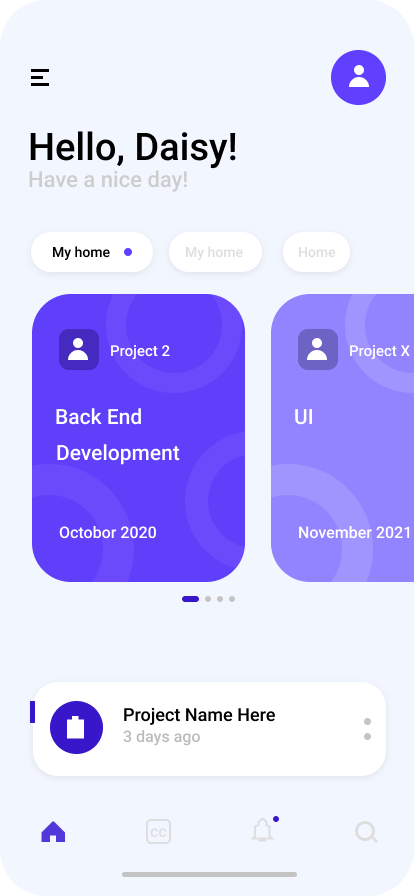 Hello, Daisy!
Have a nice day!
My home
My home
Home
Project 2
Back End
Development
Octobor 2020
Project X
UI
November 2021
Project Name Here
3 days ago
CC